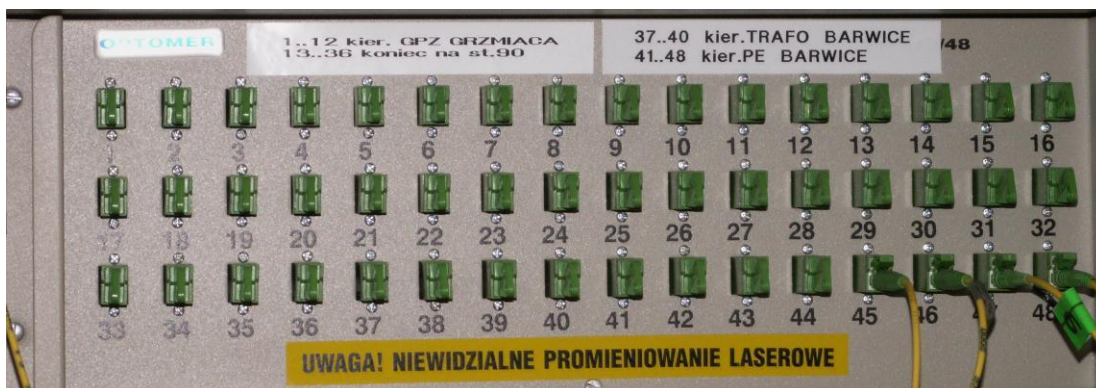 OPTOMER
1..12 kier. GPZ GRZMIACA
13..36 koniec na st.90
37..40 kier.TRAFO BARWICE
41..48 kier.PE BARWICE
/48
1 2 3 4 5 6 7 8 9 10 11 12 13 14 15 16
17 18 19 20 21 22 23 24 25 26 27 28 29 30 31 32
33 34 35 36 37 38 39 40 41 42 43 44 45 46 48
UWAGA! NIEWIDZIALNE PROMIENIOWANIE LASEROWE